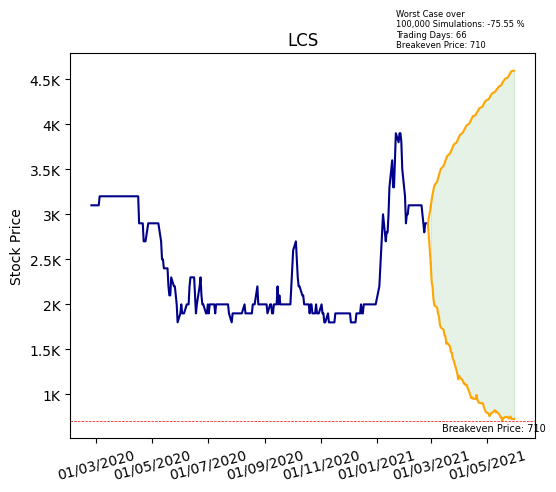 Worst Case over
100,000 Simulations: -75.55 %
Trading Days: 66
Breakeven Price: 710
LCS
4.5K
4K
3.5K
3K
2.5K
2K
1.5K
1K
Stock Price
Breakeven Price: 710
01/03/2020
01/05/2020
01/07/2020
01/09/2020
01/11/2020
01/01/2021
01/03/2021
01/05/2021